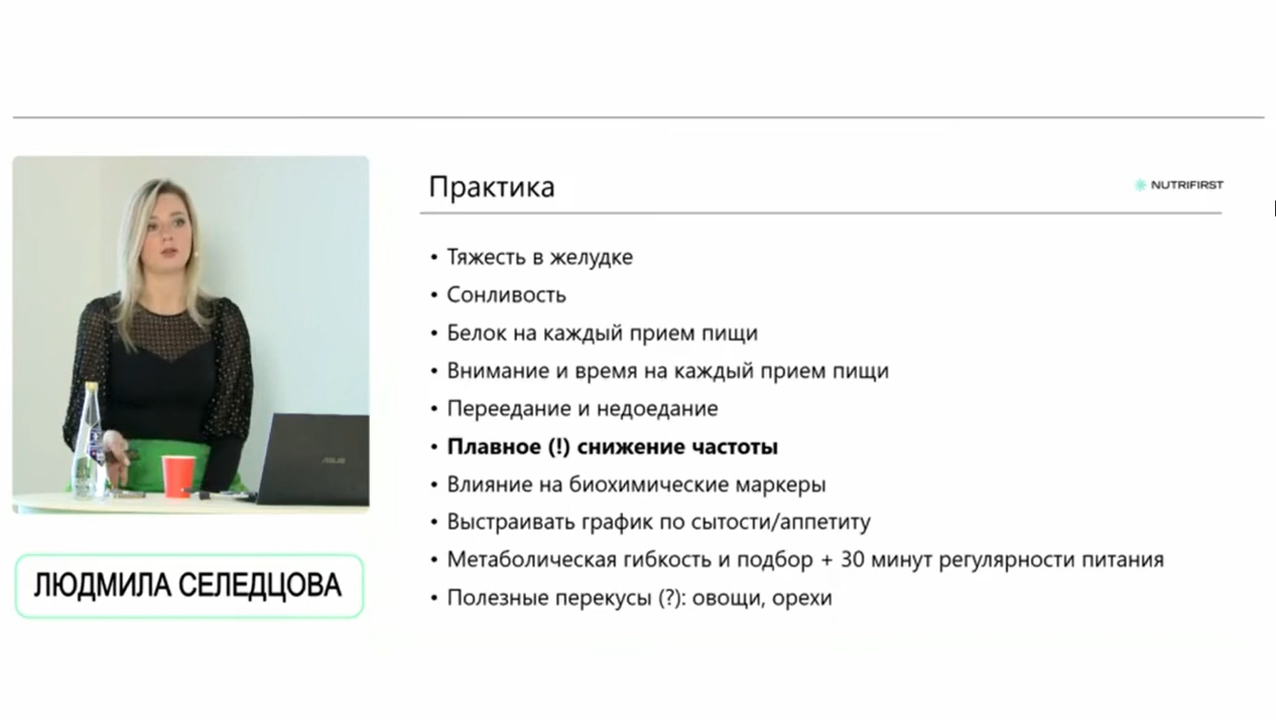 Практика
NUTRIFIRST
• Тяжесть в желудке
• Сонливость
• Белок на каждый прием пищи
• Внимание и время на каждый прием пищи
• Переедание и недоедание
• Плавное (!) снижение частоты
• Влияние на биохимические маркеры
• Выстраивать график по сытости/аппетиту
• Метаболическая гибкость и подбор + 30 минут регулярности питания
• Полезные перекусы (?): овощи, орехи
ASUS
ЛЮДМИЛА СЕЛЕДЦОВА